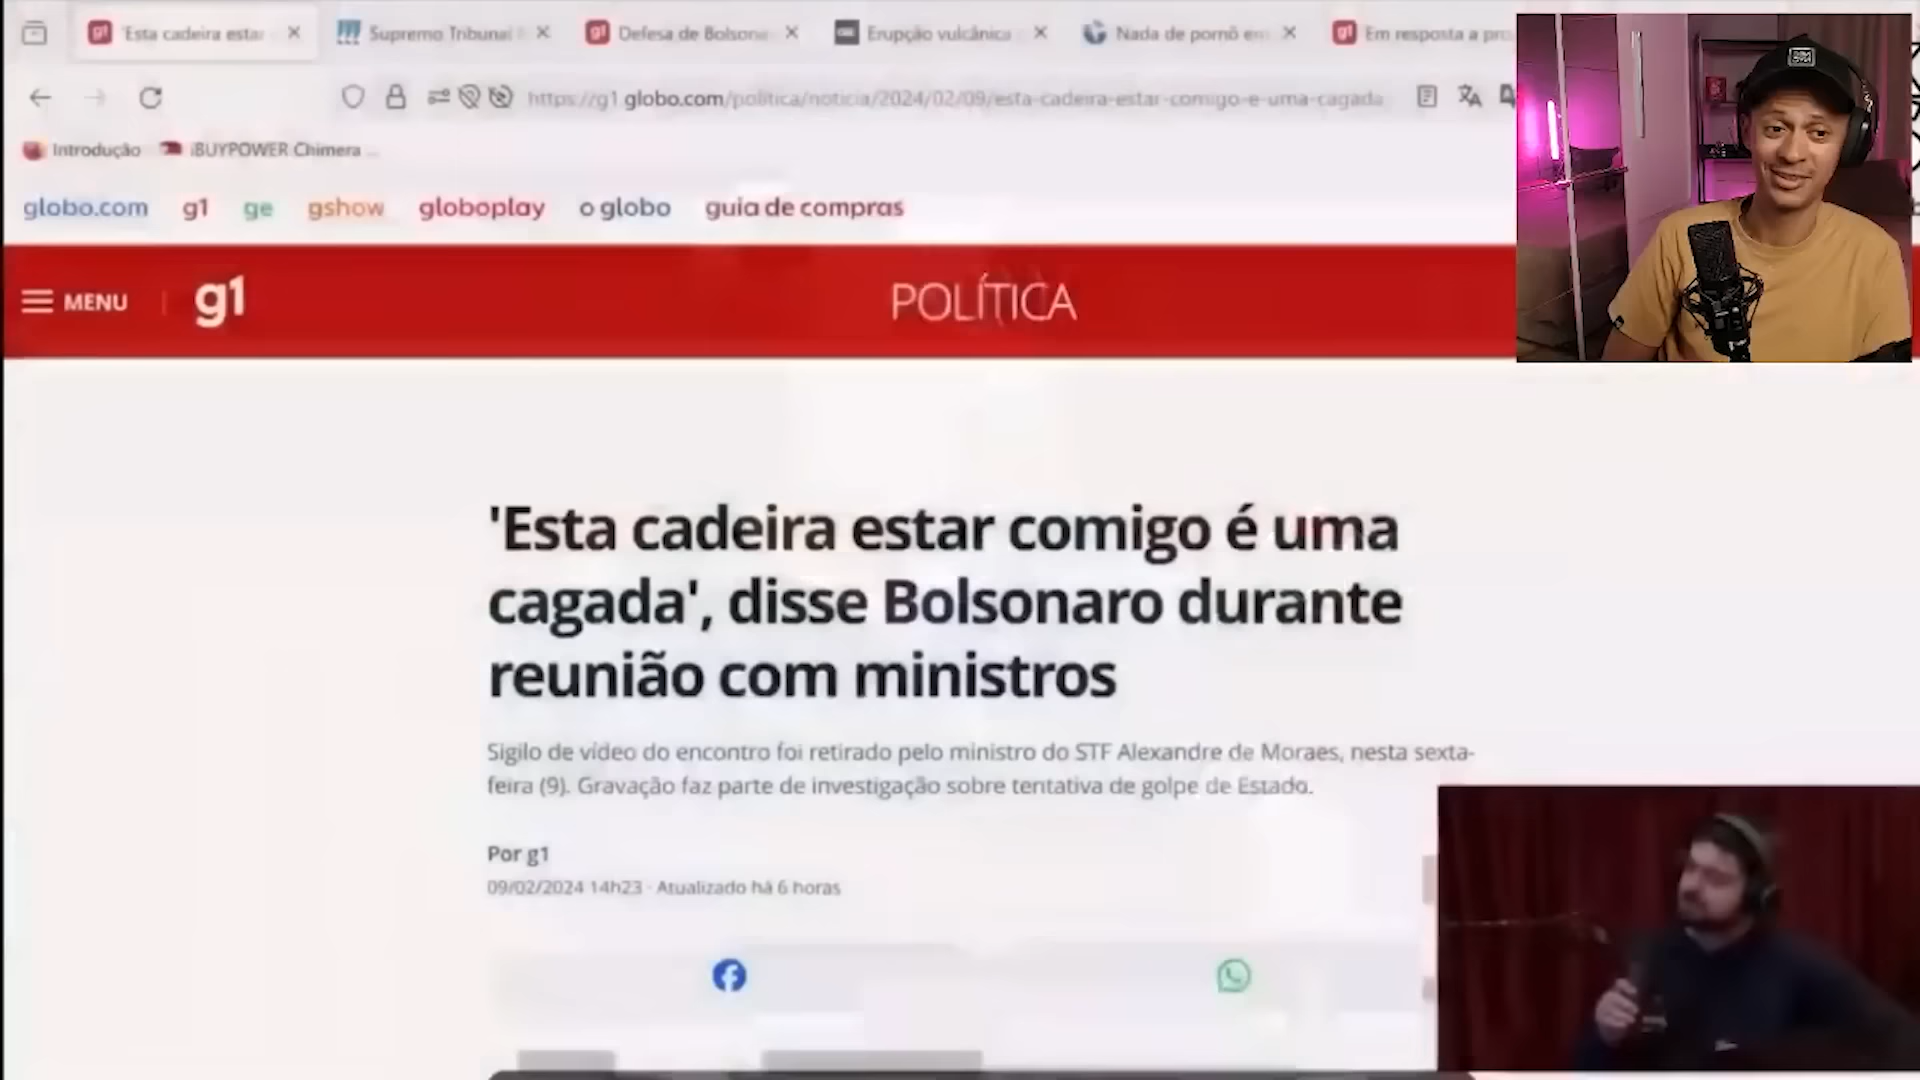 'Esta cadeira estar
Supremo Tribunal
Defesa de Bolsona
Erupção vulcânica
Nada de pornô em
Em resposta a pro
https://g1.globo.com/politica/noticia/2024/02/09/esta-cadeira-estar-comigo-e-uma-cagada
Introdução
iBUYPOWER Chimera ...
globo.com g1 ge gshow globoplay o globo guia de compras
MENU
g1
POLÍTICA
'Esta cadeira estar comigo é uma
cagada', disse Bolsonaro durante
reunião com ministros
Sigilo de vídeo do encontro foi retirado pelo ministro do STF Alexandre de Moraes, nesta sexta-
feira (9). Gravação faz parte de investigação sobre tentativa de golpe de Estado.
Por g1
09/02/2024 14h23 · Atualizado há 6 horas